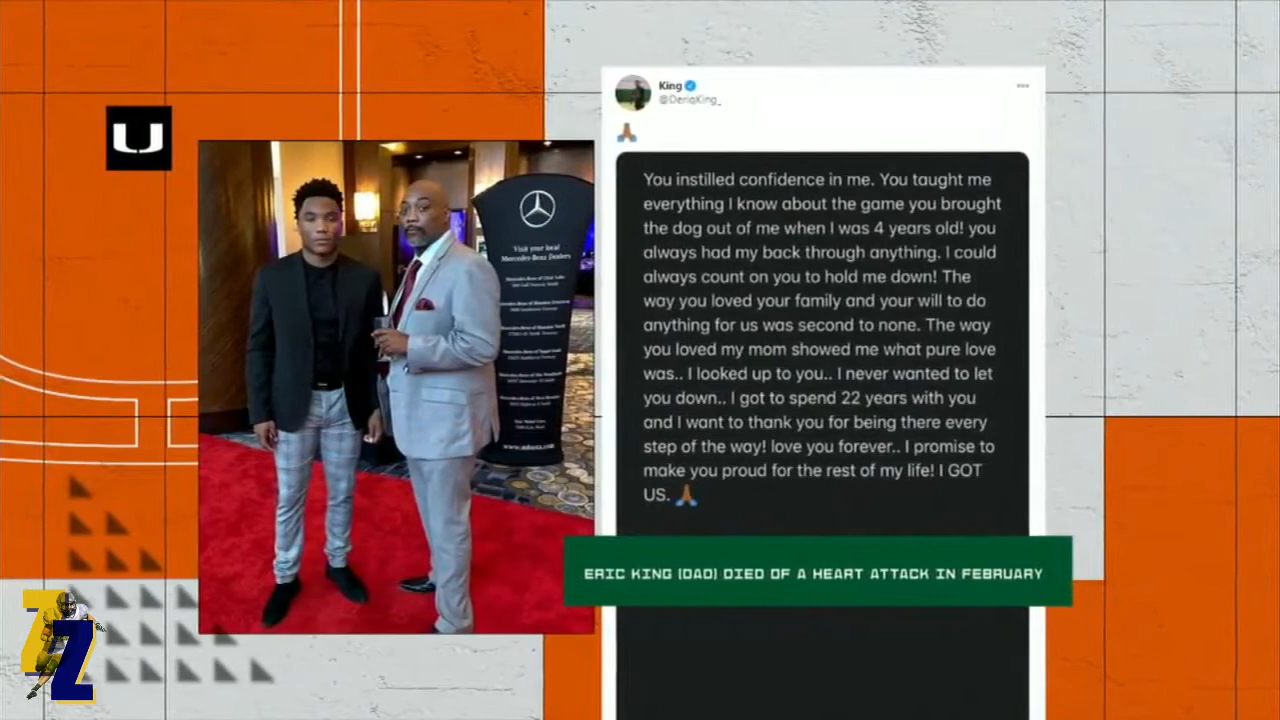 King
@DeriqKing_
You instilled confidence in me. You taught me
everything I know about the game you brought
the dog out of me when I was 4 years old! you
always had my back through anything. I could
always count on you to hold me down! The
way you loved your family and your will to do
anything for us was second to none. The way
you loved my mom showed me what pure love
was.. I looked up to you.. I never wanted to let
you down.. I got to spend 22 years with you
and I want to thank you for being there every
step of the way! love you forever.. I promise to
make you proud for the rest of my life! I GOT
US. 🙏🏾
ERIC KING (DAD) DIED OF A HEART ATTACK IN FEBRUARY
U
Visit your local
Mercedes-Benz Dealers
Z
Z